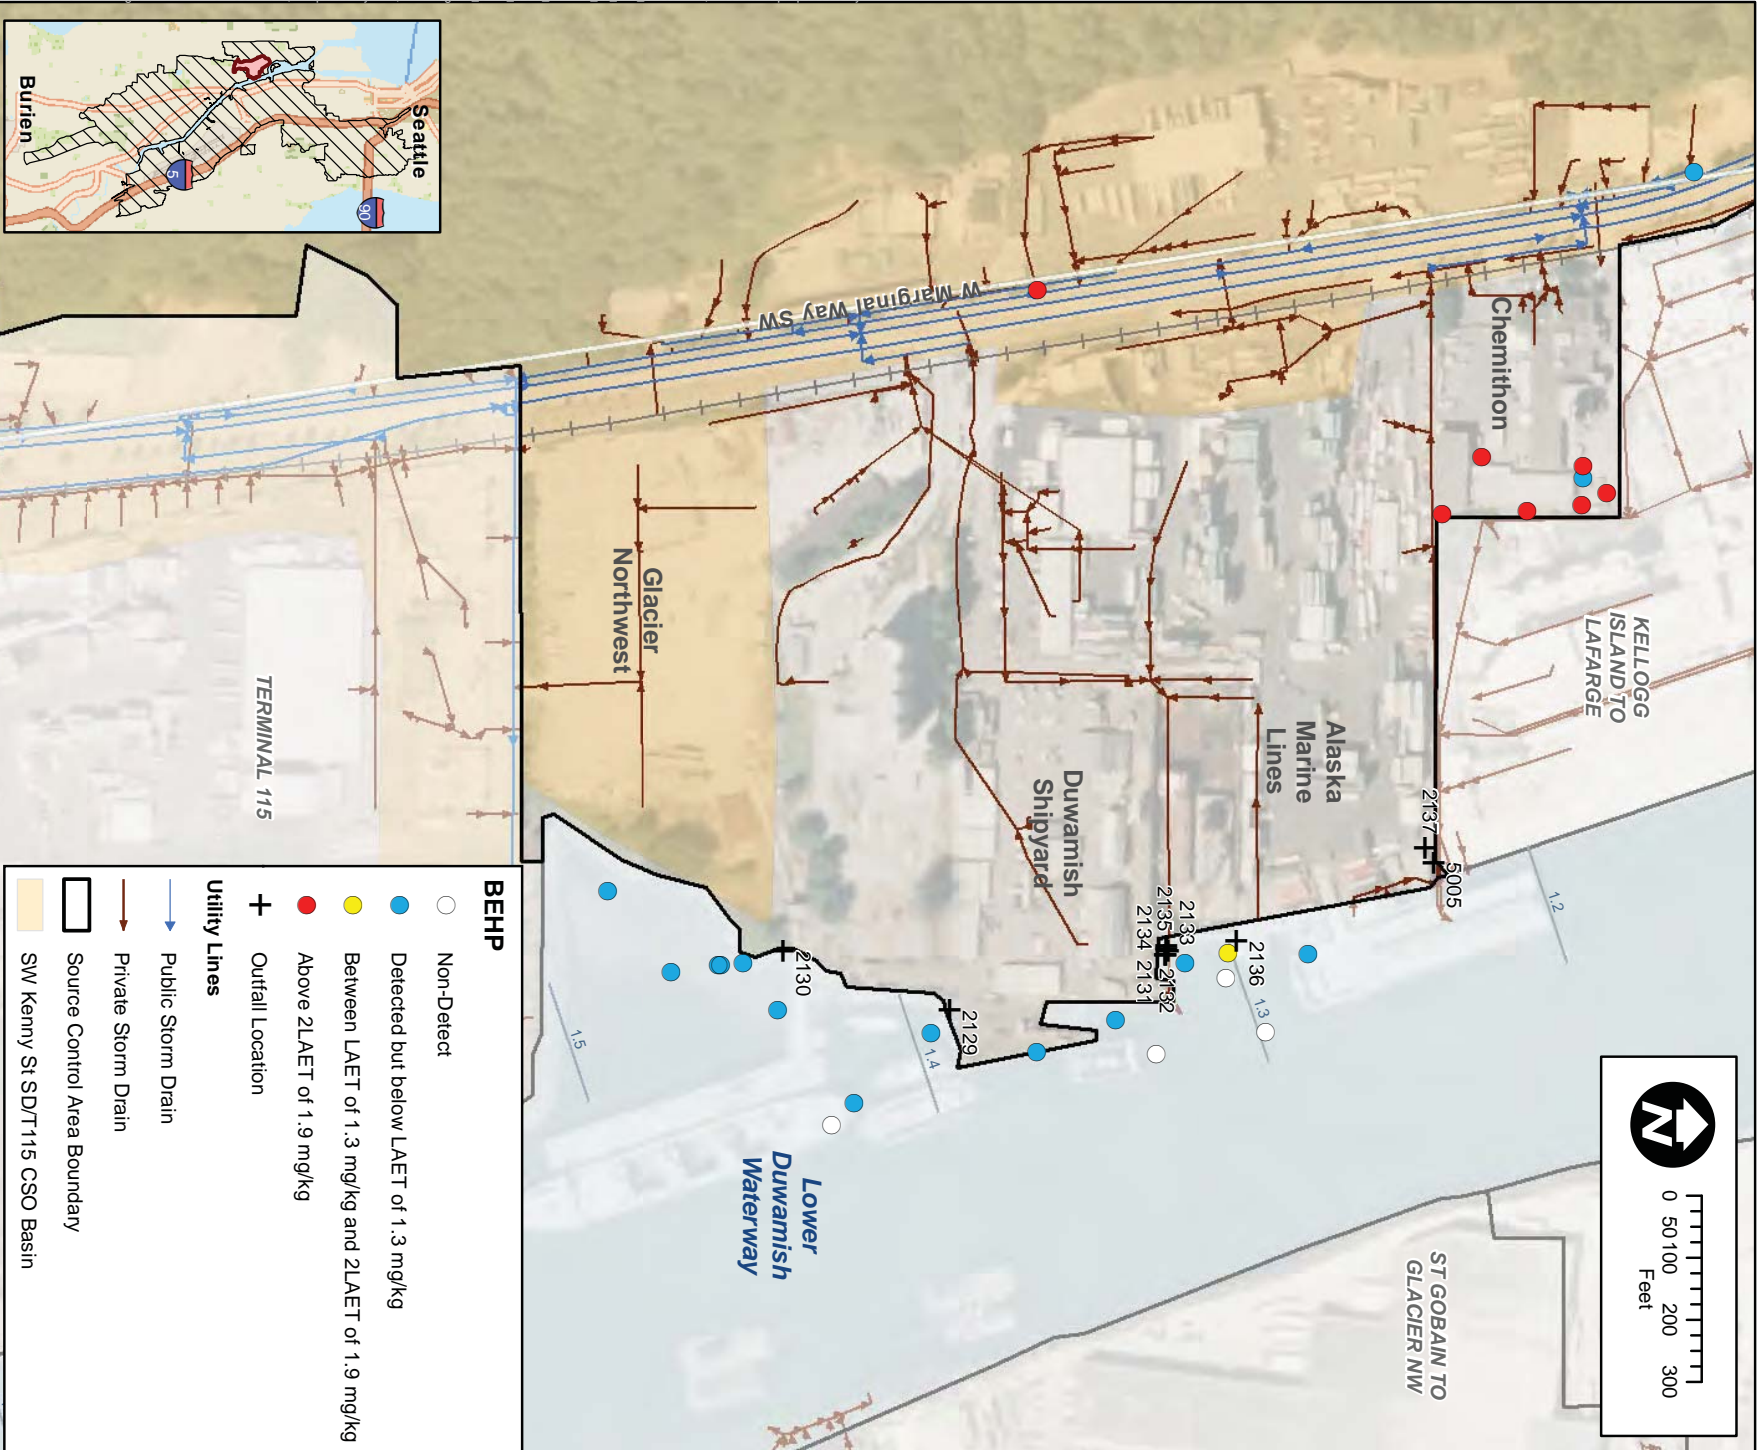 Seattle
Burien
5
90
W Marginal Way SW
Chemithon
KELLOGG
ISLAND TO
LAFARGE
Glacier
Northwest
TERMINAL 115
Alaska
Marine
Lines
Duwamish
Shipyard
2137
5005
2136
2133
2135
2134
2132
2131
2130
2129
1.2
1.3
1.4
1.5
Lower
Duwamish
Waterway
ST GOBAIN TO
GLACIER NW
N
0 50 100 200 300
Feet
BEHP
Non-Detect
Detected but below LAET of 1.3 mg/kg
Between LAET of 1.3 mg/kg and 2LAET of 1.9 mg/kg
Above 2LAET of 1.9 mg/kg
Outfall Location
Utility Lines
Public Storm Drain
Private Storm Drain
Source Control Area Boundary
SW Kenny St SD/T115 CSO Basin